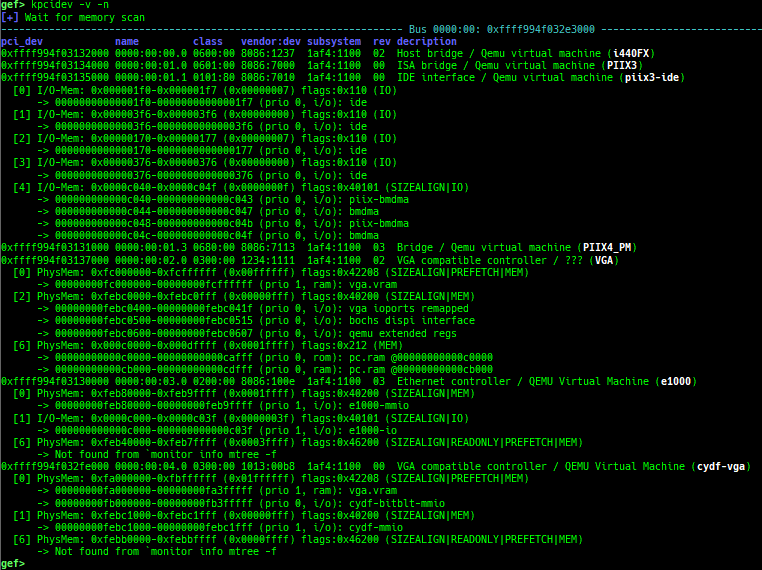 gef> kpcidev -v -n
[+] Wait for memory scan
Bus 0000:00: 0xffff994f032e3000
pci_dev name class vendor:dev subsystem rev decription
0xffff994f03132000 0000:00:00.0 0600:00 8086:1237 1af4:1100 02 Host bridge / Qemu virtual machine (i440FX)
0xffff994f03134000 0000:00:01.0 0601:00 8086:7000 1af4:1100 00 ISA bridge / Qemu virtual machine (PIIX3)
0xffff994f03135000 0000:00:01.1 0101:80 8086:7010 1af4:1100 00 IDE interface / Qemu virtual machine (piix3-ide)
[0] I/O-Mem: 0x000001f0-0x000001f7 (0x00000007) flags:0x110 (IO)
-> 00000000000001f0-00000000000001f7 (prio 0, i/o): ide
[1] I/O-Mem: 0x000003f6-0x000003f6 (0x00000000) flags:0x110 (IO)
-> 00000000000003f6-00000000000003f6 (prio 0, i/o): ide
[2] I/O-Mem: 0x00000170-0x00000177 (0x00000007) flags:0x110 (IO)
-> 0000000000000170-0000000000000177 (prio 0, i/o): ide
[3] I/O-Mem: 0x00000376-0x00000376 (0x00000000) flags:0x110 (IO)
-> 0000000000000376-0000000000000376 (prio 0, i/o): ide
[4] I/O-Mem: 0x0000c040-0x0000c04f (0x0000000f) flags:0x40101 (SIZEALIGN|IO)
-> 000000000000c040-000000000000c043 (prio 0, i/o): piix-bmdma
-> 000000000000c044-000000000000c047 (prio 0, i/o): bmdma
-> 000000000000c048-000000000000c04b (prio 0, i/o): piix-bmdma
-> 000000000000c04c-000000000000c04f (prio 0, i/o): bmdma
0xffff994f03131000 0000:00:01.3 0680:00 8086:7113 1af4:1100 03 Bridge / Qemu virtual machine (PIIX4_PM)
0xffff994f03137000 0000:00:02.0 0300:00 1234:1111 1af4:1100 02 VGA compatible controller / ??? (VGA)
[0] PhysMem: 0xfc000000-0xfcffffff (0x00ffffff) flags:0x42208 (SIZEALIGN|PREFETCH|MEM)
-> 00000000fc000000-00000000fcffffff (prio 1, ram): vga.vram
[2] PhysMem: 0xfebc0000-0xfebc0fff (0x00000fff) flags:0x40200 (SIZEALIGN|MEM)
-> 00000000febc0400-00000000febc041f (prio 0, i/o): vga ioports remapped
-> 00000000febc0500-00000000febc0515 (prio 0, i/o): bochs dispi interface
-> 00000000febc0600-00000000febc0607 (prio 0, i/o): qemu extended regs
[6] PhysMem: 0x000c0000-0x000dffff (0x0001ffff) flags:0x212 (MEM)
-> 00000000000c0000-00000000000cafff (prio 0, rom): pc.ram @00000000000c0000
-> 00000000000cb000-00000000000cdfff (prio 0, ram): pc.ram @00000000000cb000
0xffff994f03130000 0000:00:03.0 0200:00 8086:100e 1af4:1100 03 Ethernet controller / QEMU Virtual Machine (e1000)
[0] PhysMem: 0xfeb80000-0xfeb9ffff (0x0001ffff) flags:0x40200 (SIZEALIGN|MEM)
-> 00000000feb80000-00000000feb9ffff (prio 1, i/o): e1000-mmio
[1] I/O-Mem: 0x0000c000-0x0000c03f (0x0000003f) flags:0x40101 (SIZEALIGN|IO)
-> 000000000000c000-000000000000c03f (prio 1, i/o): e1000-io
[6] PhysMem: 0xfeb40000-0xfeb7ffff (0x0003ffff) flags:0x46200 (SIZEALIGN|READONLY|PREFETCH|MEM)
-> Not found from `monitor info mtree -f
0xffff994f032fe000 0000:00:04.0 0300:00 1013:00b8 1af4:1100 00 VGA compatible controller / QEMU Virtual Machine (cydf-vga)
[0] PhysMem: 0xfa000000-0xfbffffff (0x01ffffff) flags:0x42208 (SIZEALIGN|PREFETCH|MEM)
-> 00000000fa000000-00000000fa3fffff (prio 1, ram): vga.vram
-> 00000000fb000000-00000000fb3fffff (prio 0, i/o): cydf-bitblt-mmio
[1] PhysMem: 0xfebc1000-0xfebc1fff (0x00000fff) flags:0x40200 (SIZEALIGN|MEM)
-> 00000000febc1000-00000000febc1fff (prio 1, i/o): cydf-mmio
[6] PhysMem: 0xfebb0000-0xfebbffff (0x0000ffff) flags:0x46200 (SIZEALIGN|READONLY|PREFETCH|MEM)
-> Not found from `monitor info mtree -f
gef>